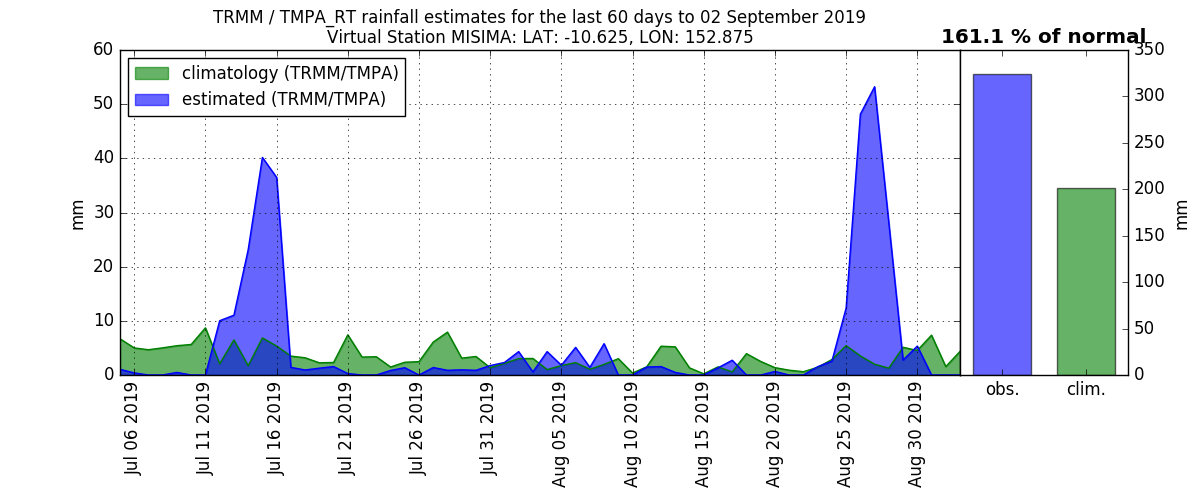 TRMM / TMPA_RT rainfall estimates for the last 60 days to 02 September 2019
Virtual Station MISIMA: LAT: -10.625, LON: 152.875
161.1 % of normal
climatology (TRMM/TMPA)
estimated (TRMM/TMPA)
mm
60
50
40
30
20
10
0
Jul 06 2019
Jul 11 2019
Jul 16 2019
Jul 21 2019
Jul 26 2019
Jul 31 2019
Aug 05 2019
Aug 10 2019
Aug 15 2019
Aug 20 2019
Aug 25 2019
Aug 30 2019
obs.
clim.
350
300
250
200
150
100
50
0
mm